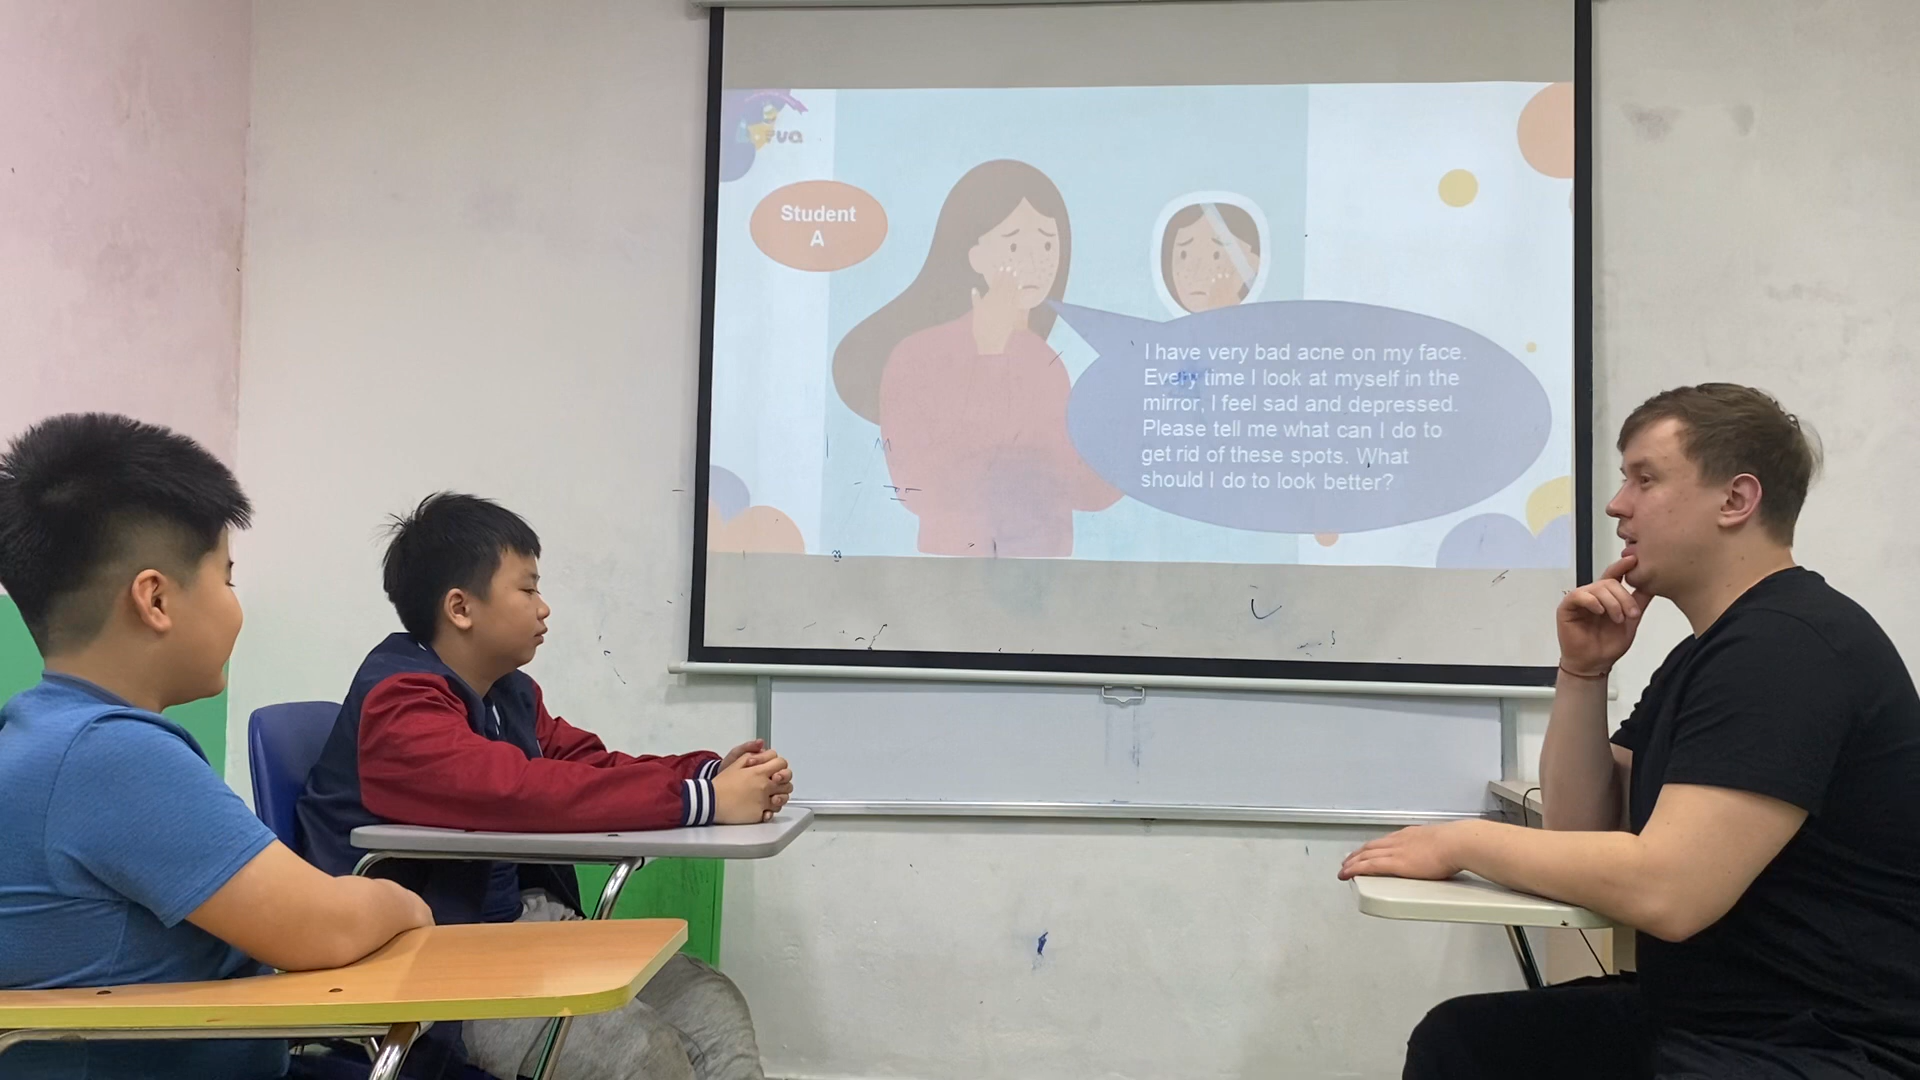 Student
A
I have very bad acne on my face.
Every time I look at myself in the
mirror, I feel sad and depressed.
Please tell me what can I do to
get rid of these spots. What
should I do to look better?